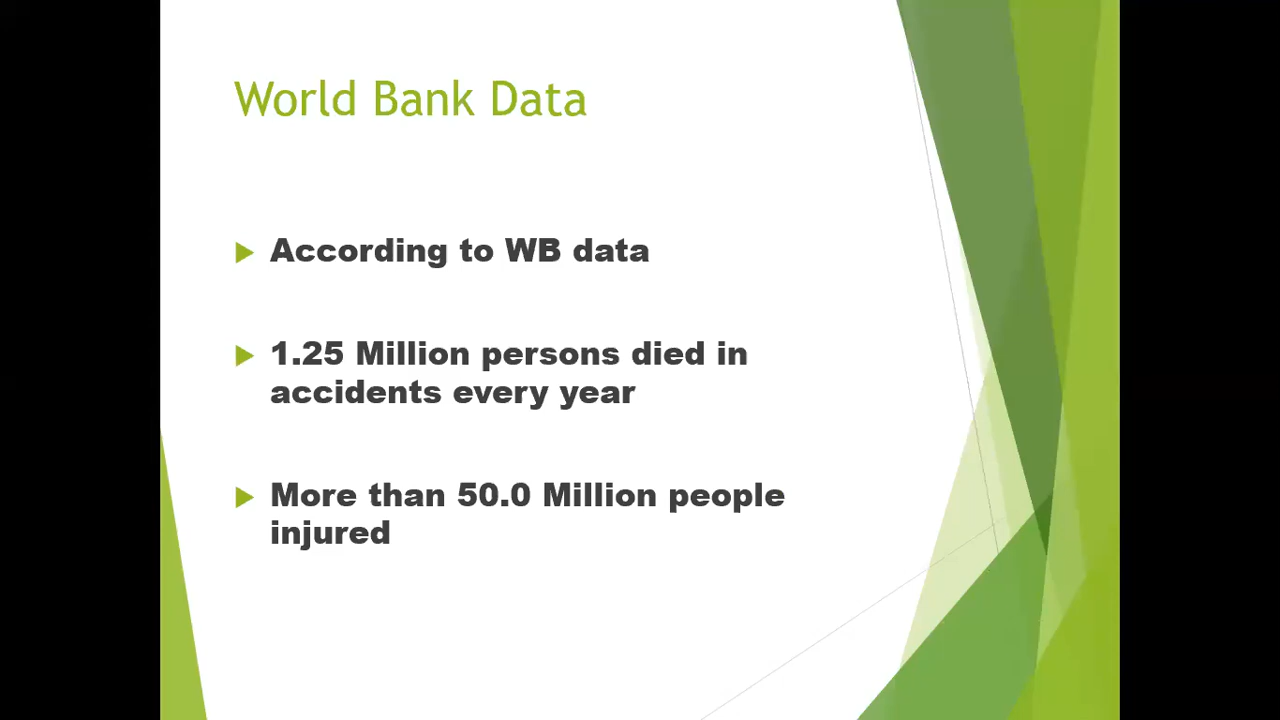 World Bank Data
According to WB data
1.25 Million persons died in
accidents every year
More than 50.0 Million people
injured